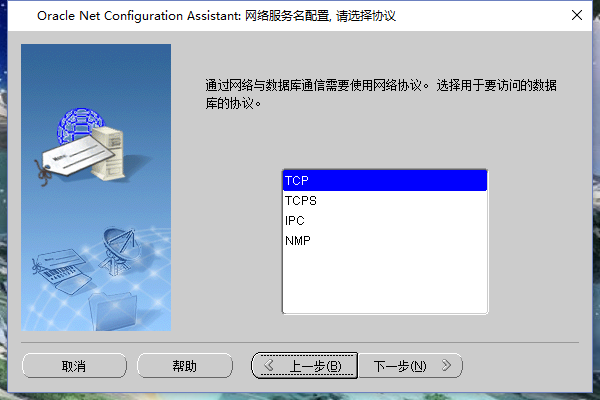 Oracle Net Configuration Assistant: 网络服务名配置, 请选择协议
通过网络与数据库通信需要使用网络协议。选择用于要访问的数据
库的协议。
TCP
TCPS
IPC
NMP
取消
帮助
上一步(B)
下一步(N)